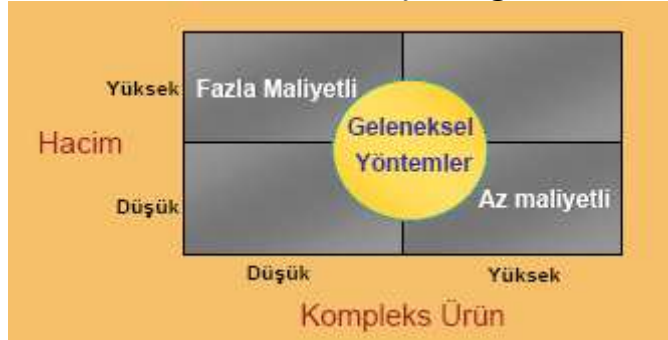 Yüksek
Fazla Maliyetli
Hacim
Geleneksel
Yöntemler
Düşük
Az maliyetli
Düşük
Yüksek
Kompleks Ürün